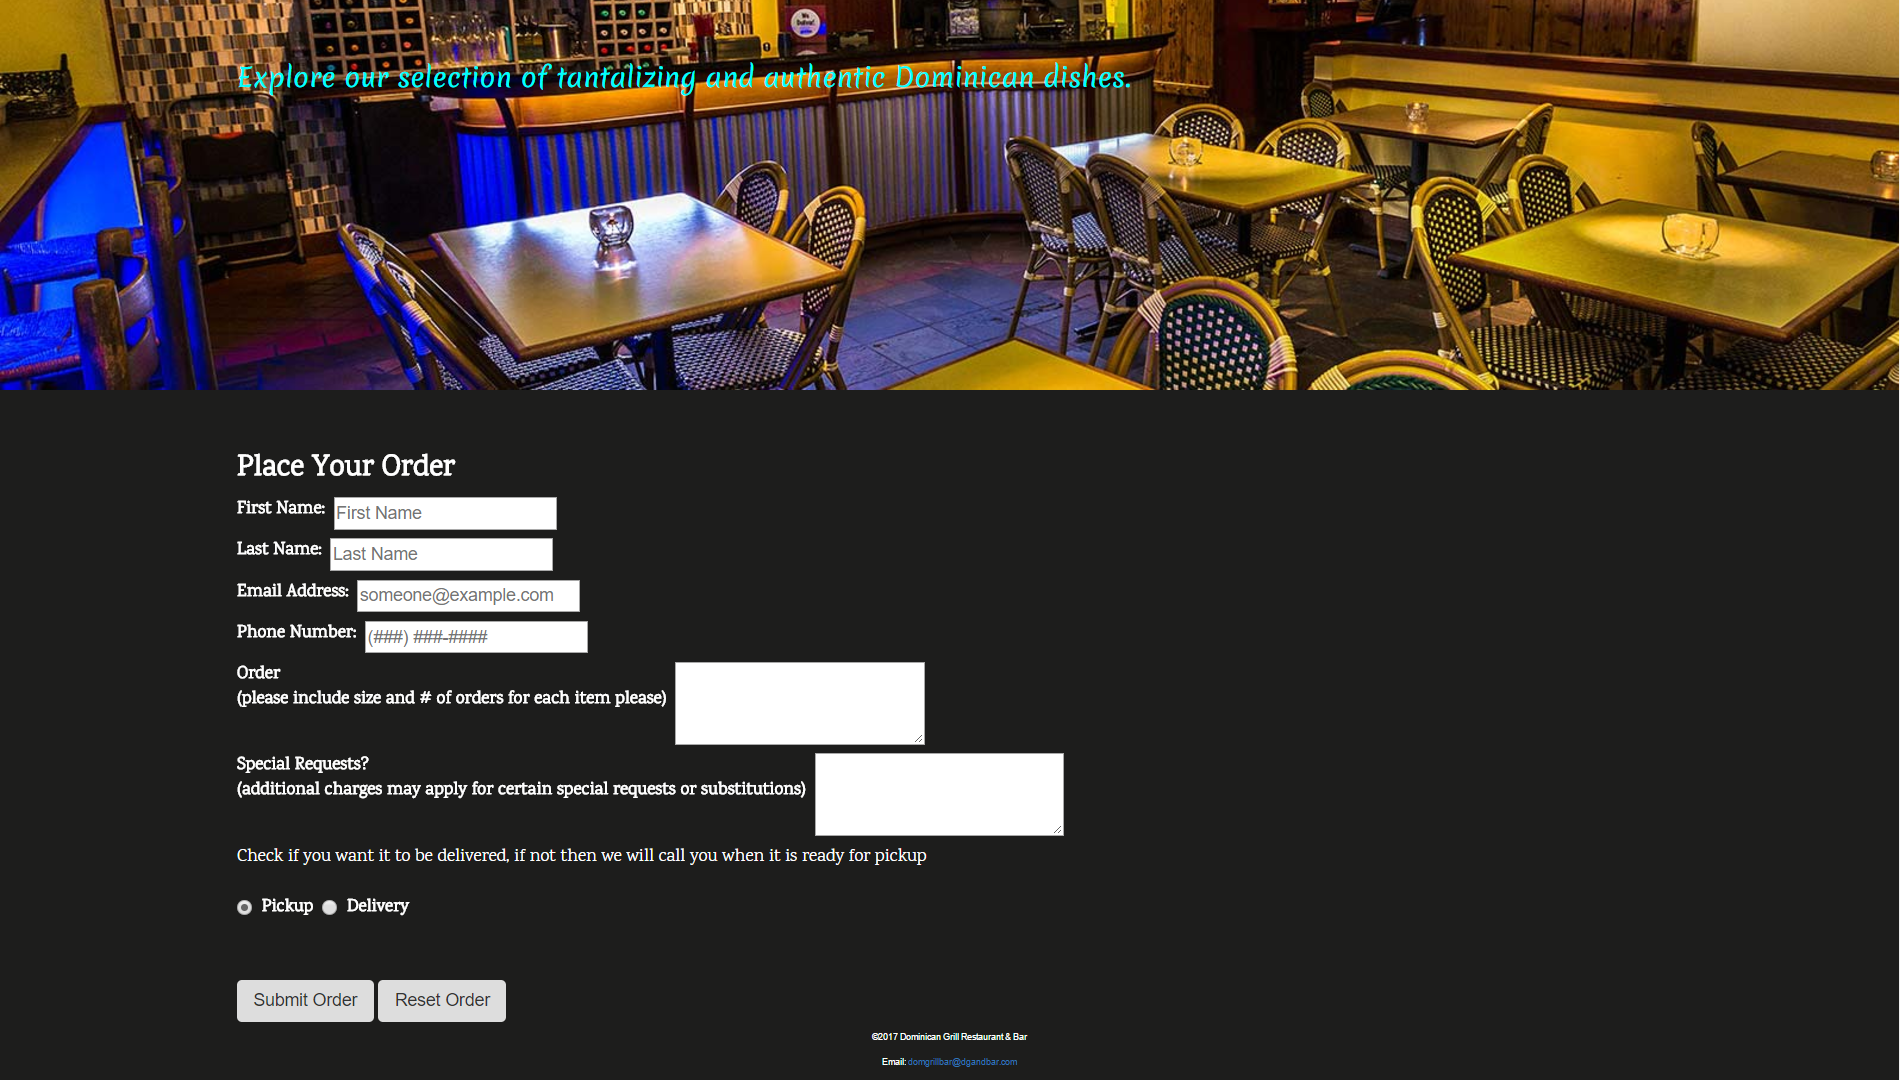 We
Deliver!
Explore our selection of tantalizing and authentic Dominican dishes.
Place Your Order
First Name: First Name
Last Name: Last Name
Email Address: someone@example.com
Phone Number: (###) ###-####
Order
(please include size and # of orders for each item please)
Special Requests?
(additional charges may apply for certain special requests or substitutions)
Check if you want it to be delivered, if not then we will call you when it is ready for pickup
Pickup Delivery
Submit Order Reset Order
©2017 Dominican Grill Restaurant & Bar
Email: domgrillbar@dgandbar.com